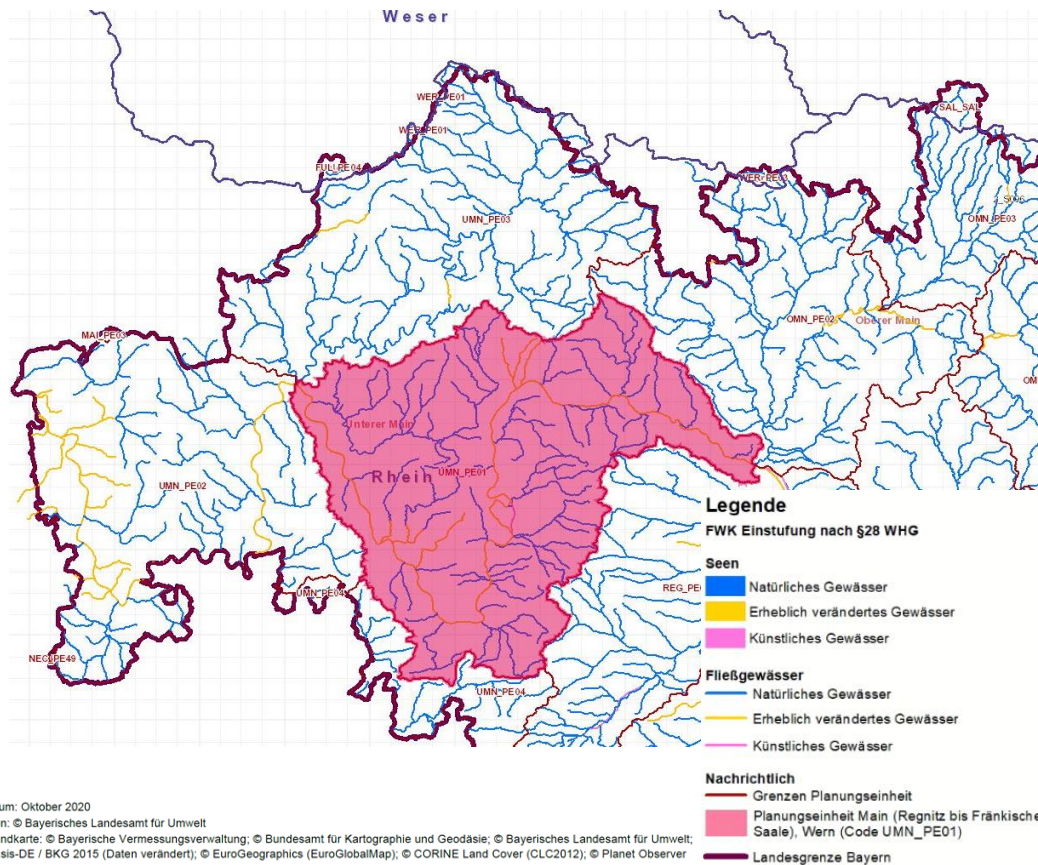 Weser
WER_PE01
SAL_SAL
WER_PE01
FUL_PE04
WER_PE03
UMN_PE03
OMN_PE03
OMN_PE02
Oberer Main
MAI_PE03
OM
Unterer Main
Rhein
UMN_PE01
UMN_PE02
REG_PE
UMN_PE04
NEC_PE49
UMN_PE04
Legende
FWK Einstufung nach §28 WHG
Seen
Natürliches Gewässer
Erheblich verändertes Gewässer
Künstliches Gewässer
Fließgewässer
Natürliches Gewässer
Erheblich verändertes Gewässer
Künstliches Gewässer
Nachrichtlich
Grenzen Planungseinheit
Planungseinheit Main (Regnitz bis Fränkische
Saale), Wern (Code UMN_PE01)
Landesgrenze Bayern
um: Oktober 2020
n: © Bayerisches Landesamt für Umwelt
ndkarte: © Bayerische Vermessungsverwaltung; © Bundesamt für Kartographie und Geodäsie; © Bayerisches Landesamt für Umwelt;
sis-DE / BKG 2015 (Daten verändert); © EuroGeographics (EuroGlobalMap); © CORINE Land Cover (CLC2012); © Planet Observer